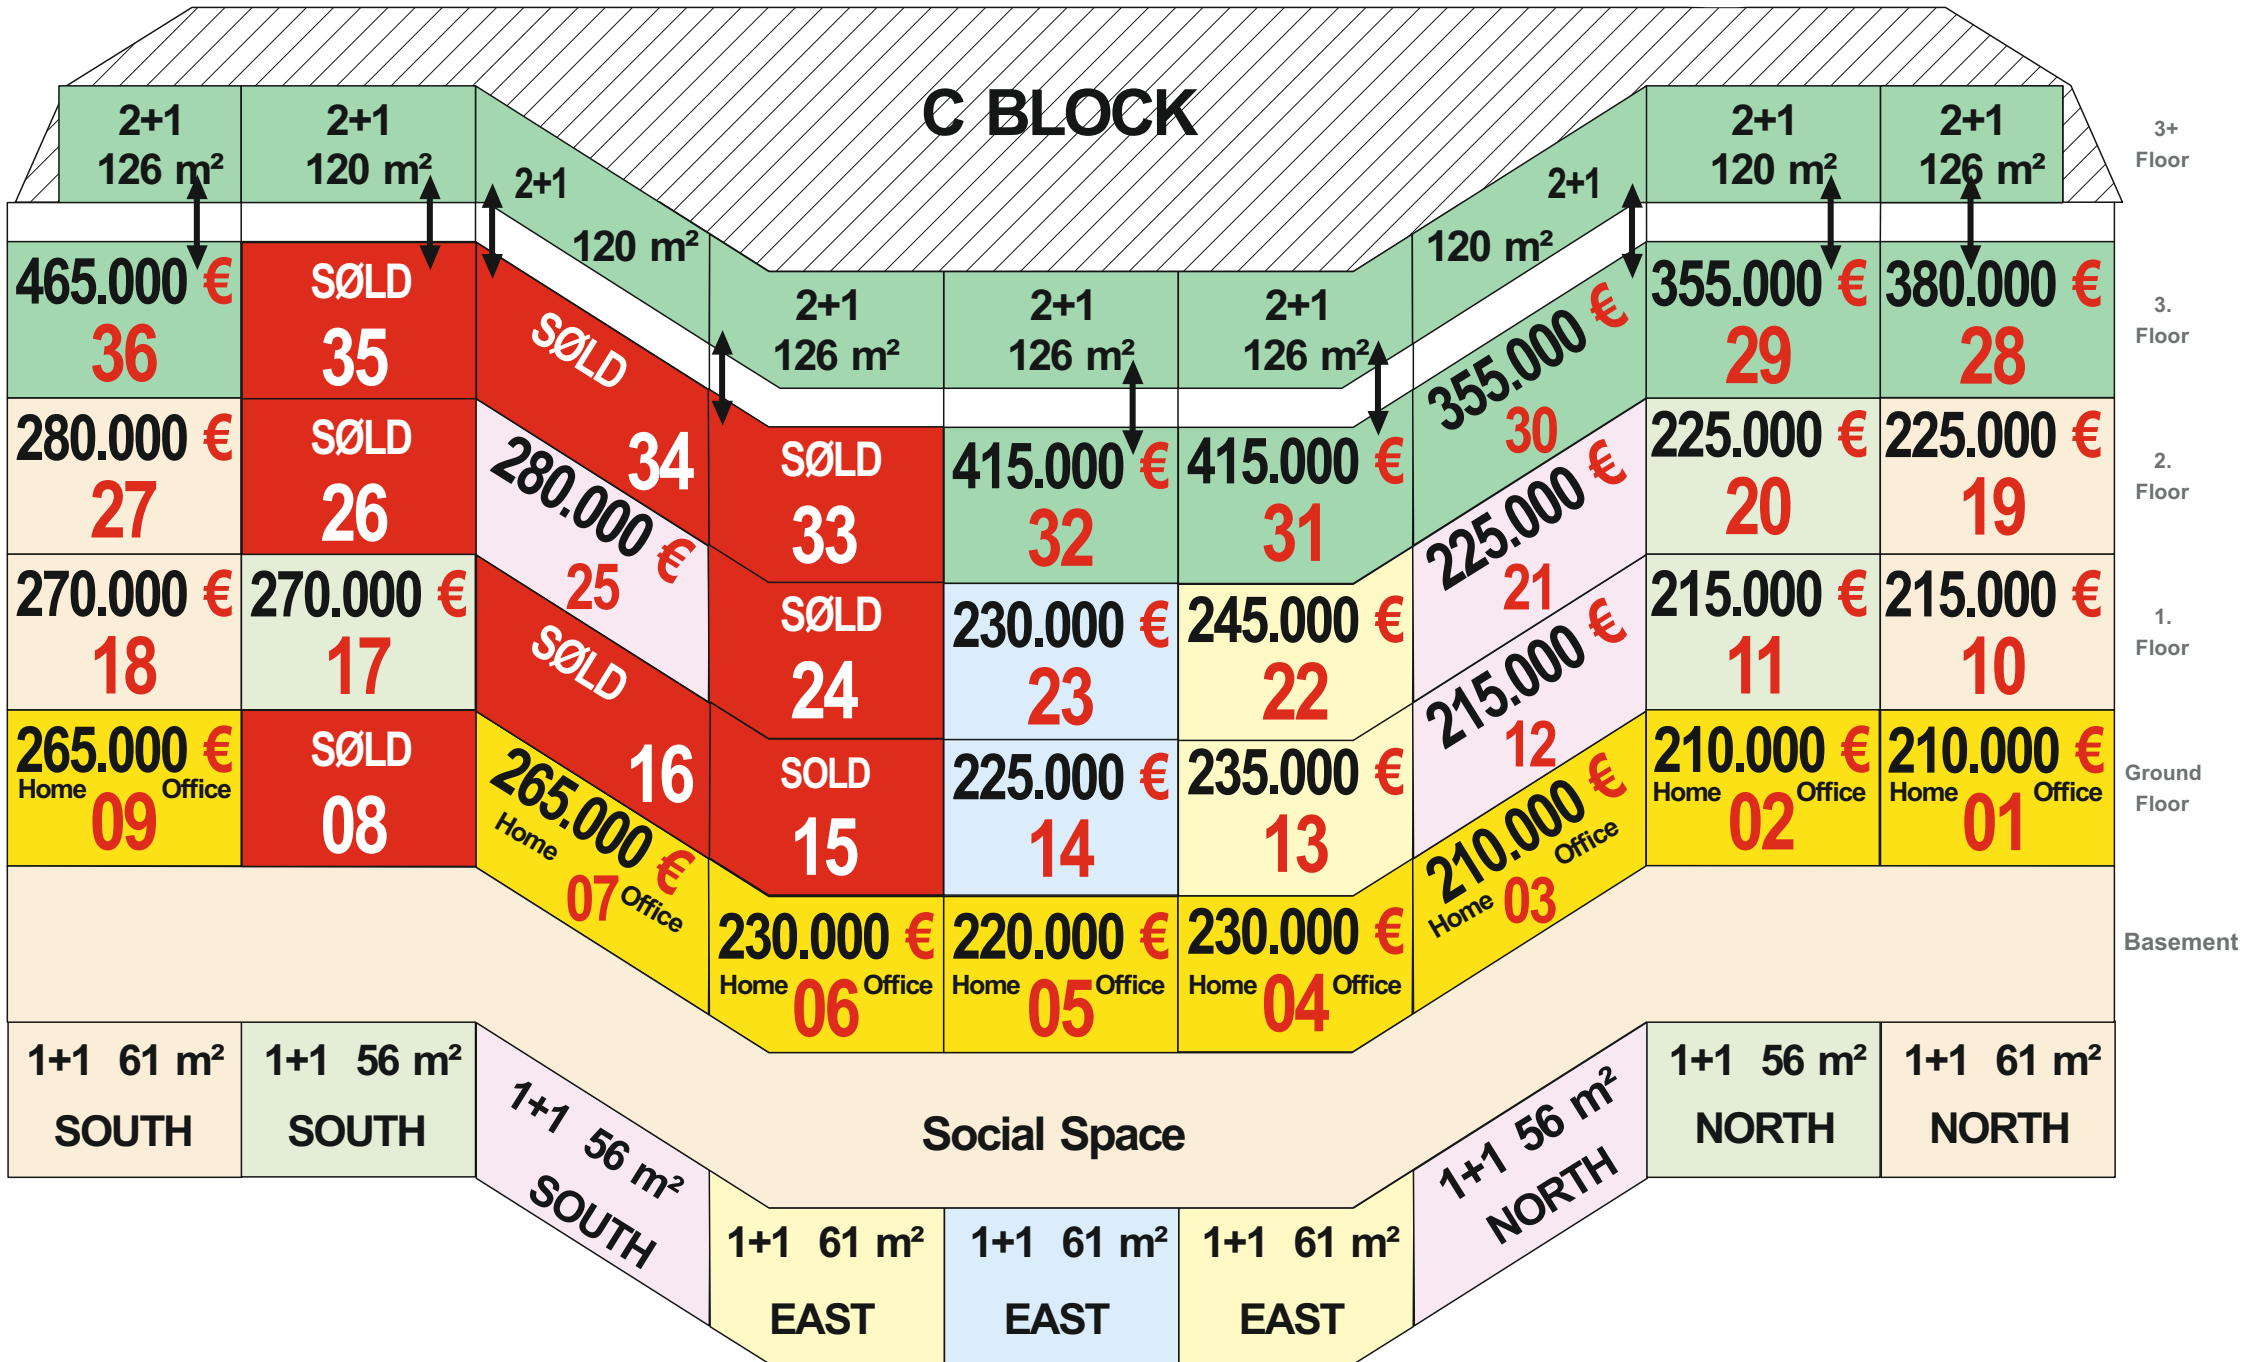 C BLOCK
2+1
126 m²
2+1
120 m²
2+1
120 m²
2+1
126 m²
2+1
126 m²
2+1
126 m²
2+1
120 m²
2+1
120 m²
2+1
126 m²
3+
Floor
465.000 €
36
SØLD
35
SØLD
34
SØLD
33
415.000 €
32
415.000 €
31
355.000 €
30
355.000 €
29
380.000 €
28
3.
Floor
280.000 €
27
SØLD
26
280.000 €
25
SØLD
24
230.000 €
23
245.000 €
22
225.000 €
21
225.000 €
20
225.000 €
19
2.
Floor
270.000 €
18
270.000 €
17
SØLD
16
SOLD
15
225.000 €
14
235.000 €
13
215.000 €
12
215.000 €
11
215.000 €
10
1.
Floor
265.000 €
Home 09 Office
SØLD
08
265.000 €
Home 07 Office
230.000 €
Home 06 Office
220.000 €
Home 05 Office
230.000 €
Home 04 Office
210.000 €
Home 03 Office
210.000 €
Home 02 Office
210.000 €
Home 01 Office
Ground
Floor
Basement
Social Space
1+1 61 m²
SOUTH
1+1 56 m²
SOUTH
1+1 56 m²
SOUTH
1+1 61 m²
EAST
1+1 61 m²
EAST
1+1 61 m²
EAST
1+1 56 m²
NORTH
1+1 56 m²
NORTH
1+1 61 m²
NORTH